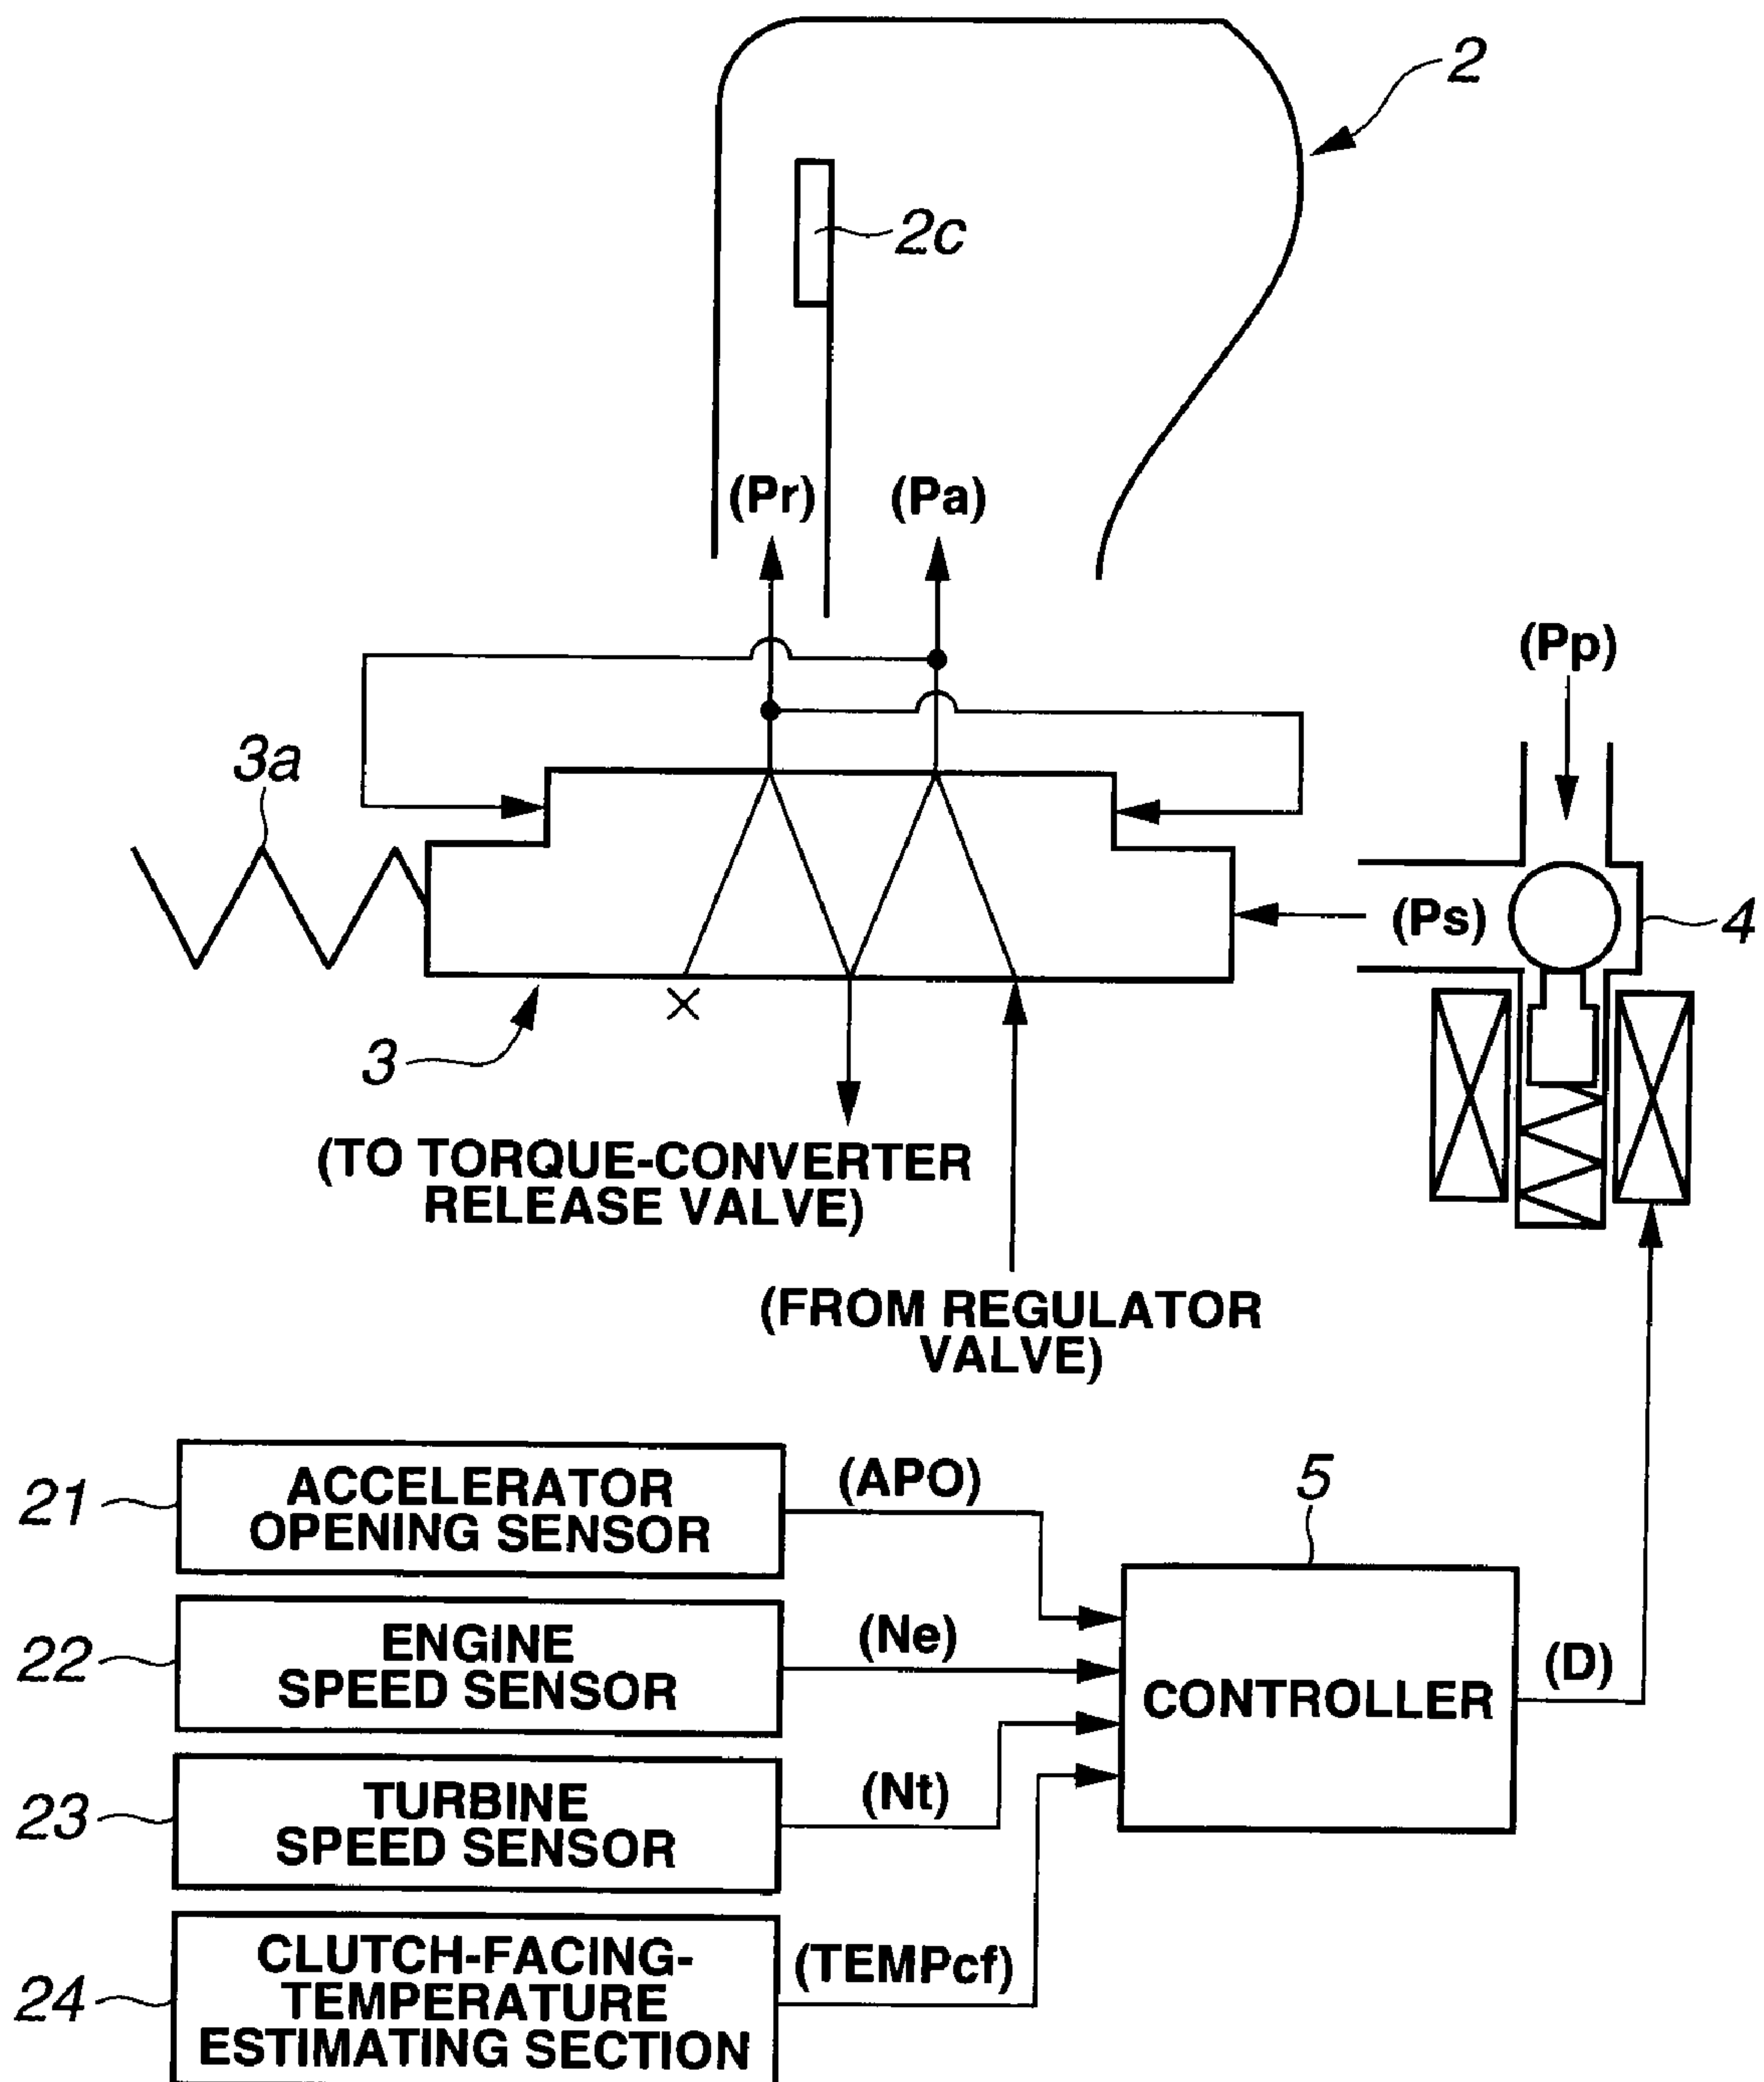 2
2c
(Pr)
(Pa)
(Pp)
3a
(Ps)
4
3
(TO TORQUE-CONVERTER
RELEASE VALVE)
(FROM REGULATOR
VALVE)
21
ACCELERATOR
OPENING SENSOR
(APO)
5
22
ENGINE
SPEED SENSOR
(Ne)
CONTROLLER
(D)
23
TURBINE
SPEED SENSOR
(Nt)
24
CLUTCH-FACING-
TEMPERATURE
ESTIMATING SECTION
(TEMPcf)